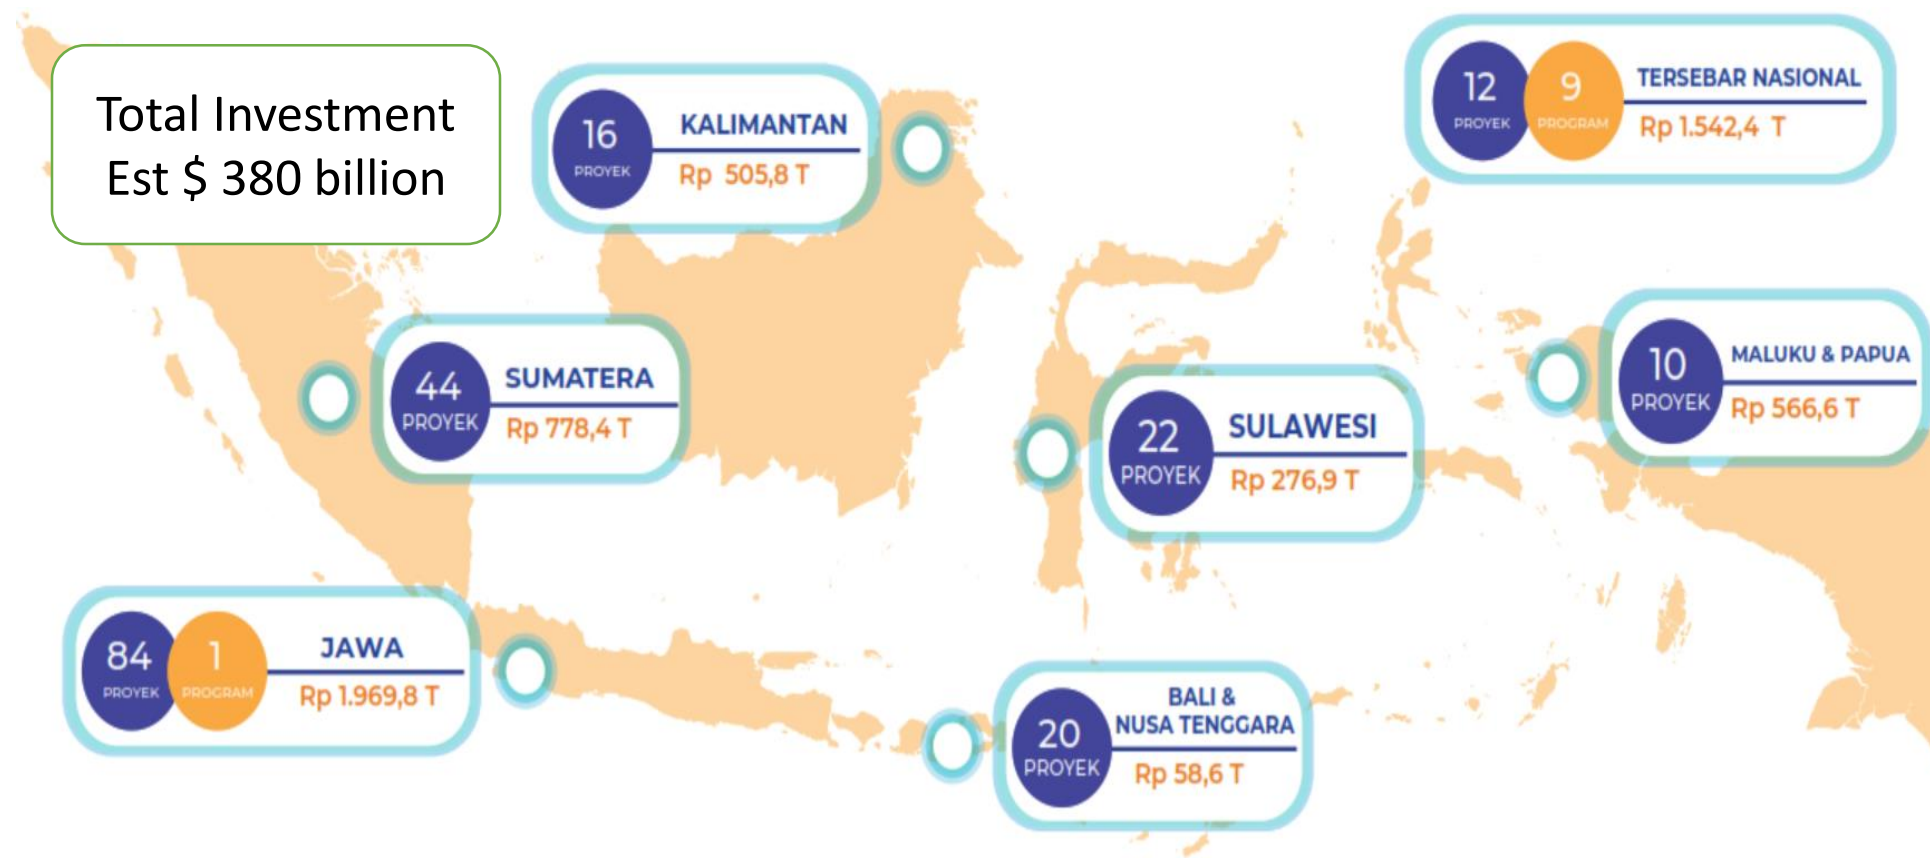 Total Investment
Est $ 380 billion
16
PROYEK
KALIMANTAN
Rp 505,8 T
12
PROYEK
9
PROGRAM
TERSEBAR NASIONAL
Rp 1.542,4 T
44
PROYEK
SUMATERA
Rp 778,4 T
22
PROYEK
SULAWESI
Rp 276,9 T
10
PROYEK
MALUKU & PAPUA
Rp 566,6 T
84
PROYEK
1
PROGRAM
JAWA
Rp 1.969,8 T
20
PROYEK
BALI &
NUSA TENGGARA
Rp 58,6 T